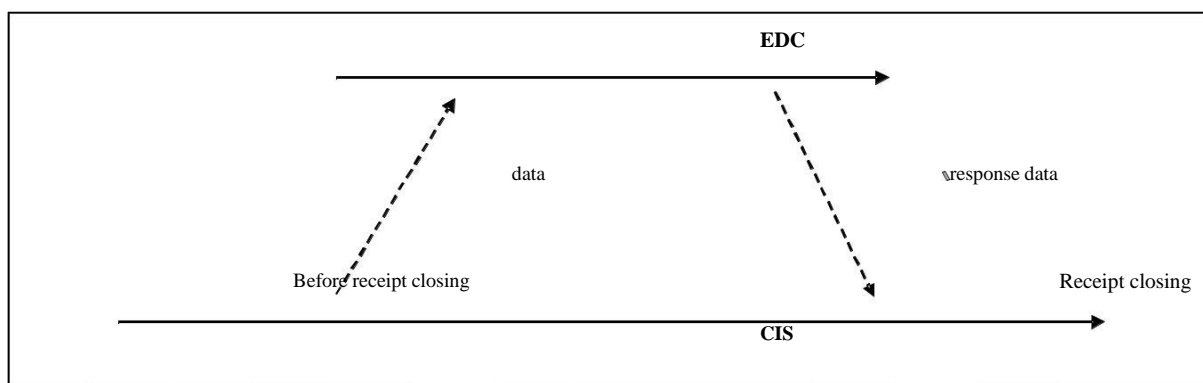 EDC
data
response data
Before receipt closing
Receipt closing
CIS